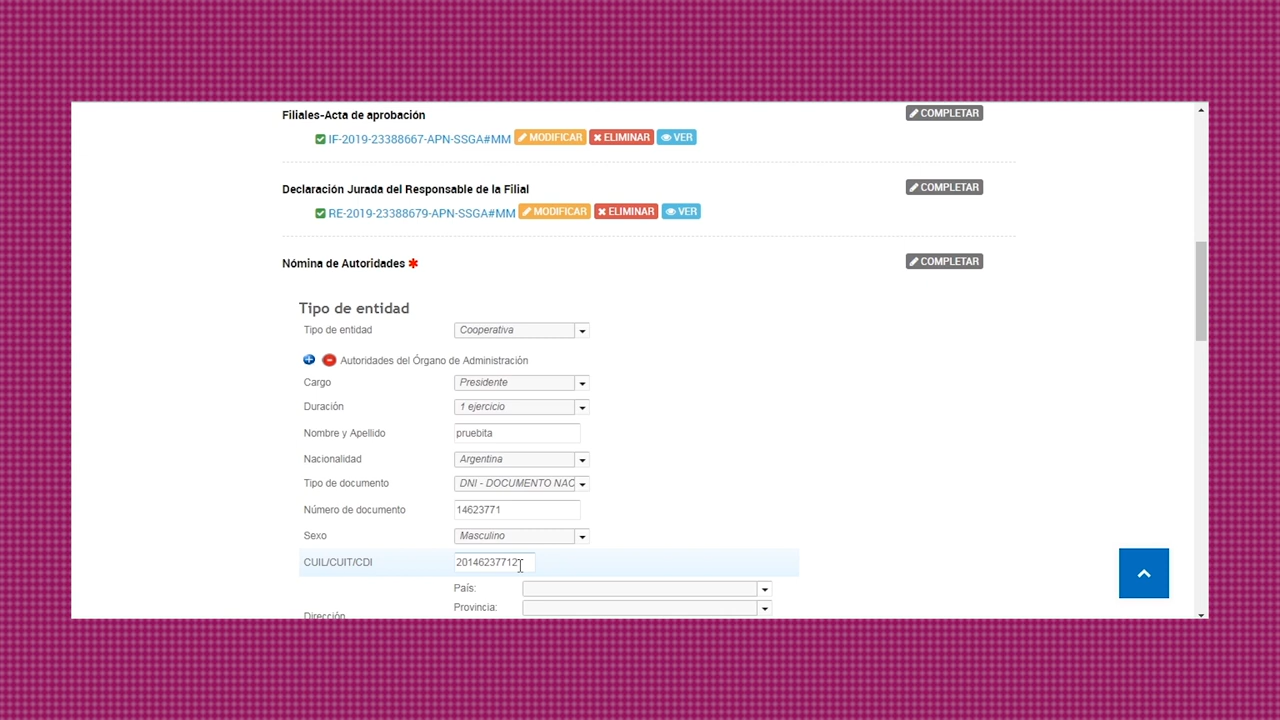 Filiales-Acta de aprobación
COMPLETAR
IF-2019-23388667-APN-SSGA#MM MODIFICAR ELIMINAR VER
Declaración Jurada del Responsable de la Filial
COMPLETAR
RE-2019-23388679-APN-SSGA#MM MODIFICAR ELIMINAR VER
Nómina de Autoridades *
COMPLETAR
Tipo de entidad
Tipo de entidad Cooperativa
Autoridades del Órgano de Administración
Cargo Presidente
Duración 1 ejercicio
Nombre y Apellido pruebita
Nacionalidad Argentina
Tipo de documento DNI - DOCUMENTO NAC
Número de documento 14623771
Sexo Masculino
CUIL/CUIT/CDI 20146237712
País:
Provincia:
Dirección